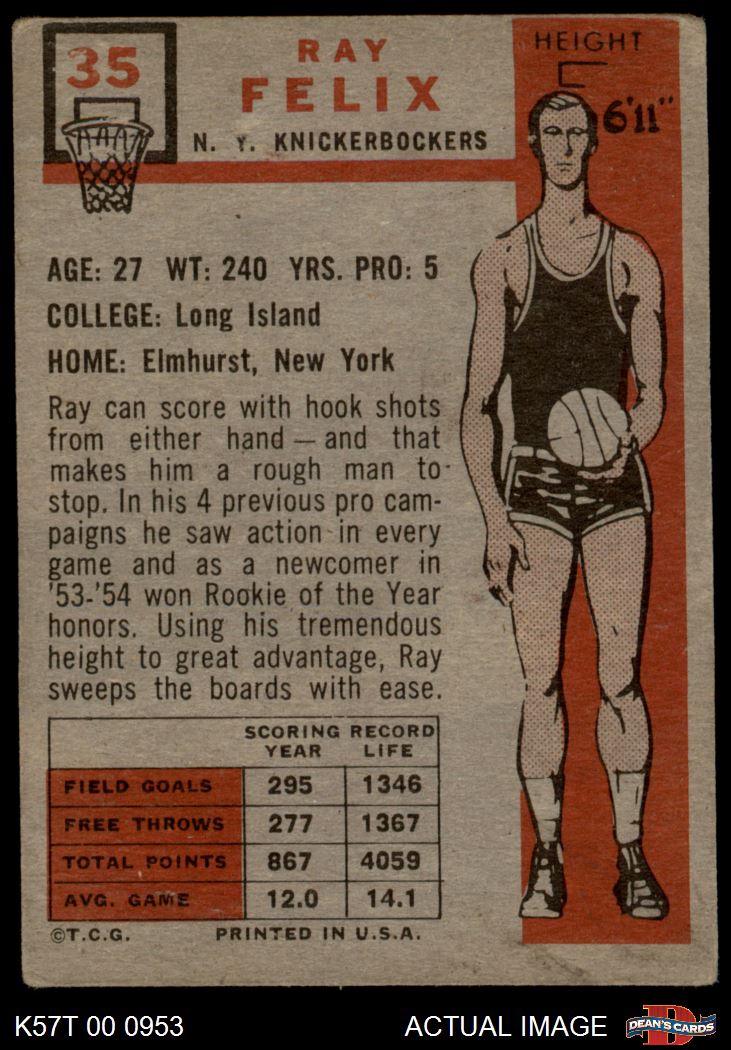 35
RAY
FELIX
N. Y. KNICKERBOCKERS
HEIGHT
6'11"
AGE: 27 WT: 240 YRS. PRO: 5
COLLEGE: Long Island
HOME: Elmhurst, New York
Ray can score with hook shots
from either hand — and that
makes him a rough man to
stop. In his 4 previous pro cam-
paigns he saw action in every
game and as a newcomer in
'53-'54 won Rookie of the Year
honors. Using his tremendous
height to great advantage, Ray
sweeps the boards with ease.
SCORING RECORD
YEAR LIFE
FIELD GOALS 295 1346
FREE THROWS 277 1367
TOTAL POINTS 867 4059
AVG. GAME 12.0 14.1
©T.C.G. PRINTED IN U.S.A.
K57T 00 0953 ACTUAL IMAGE
D
DEAN'S CARDS